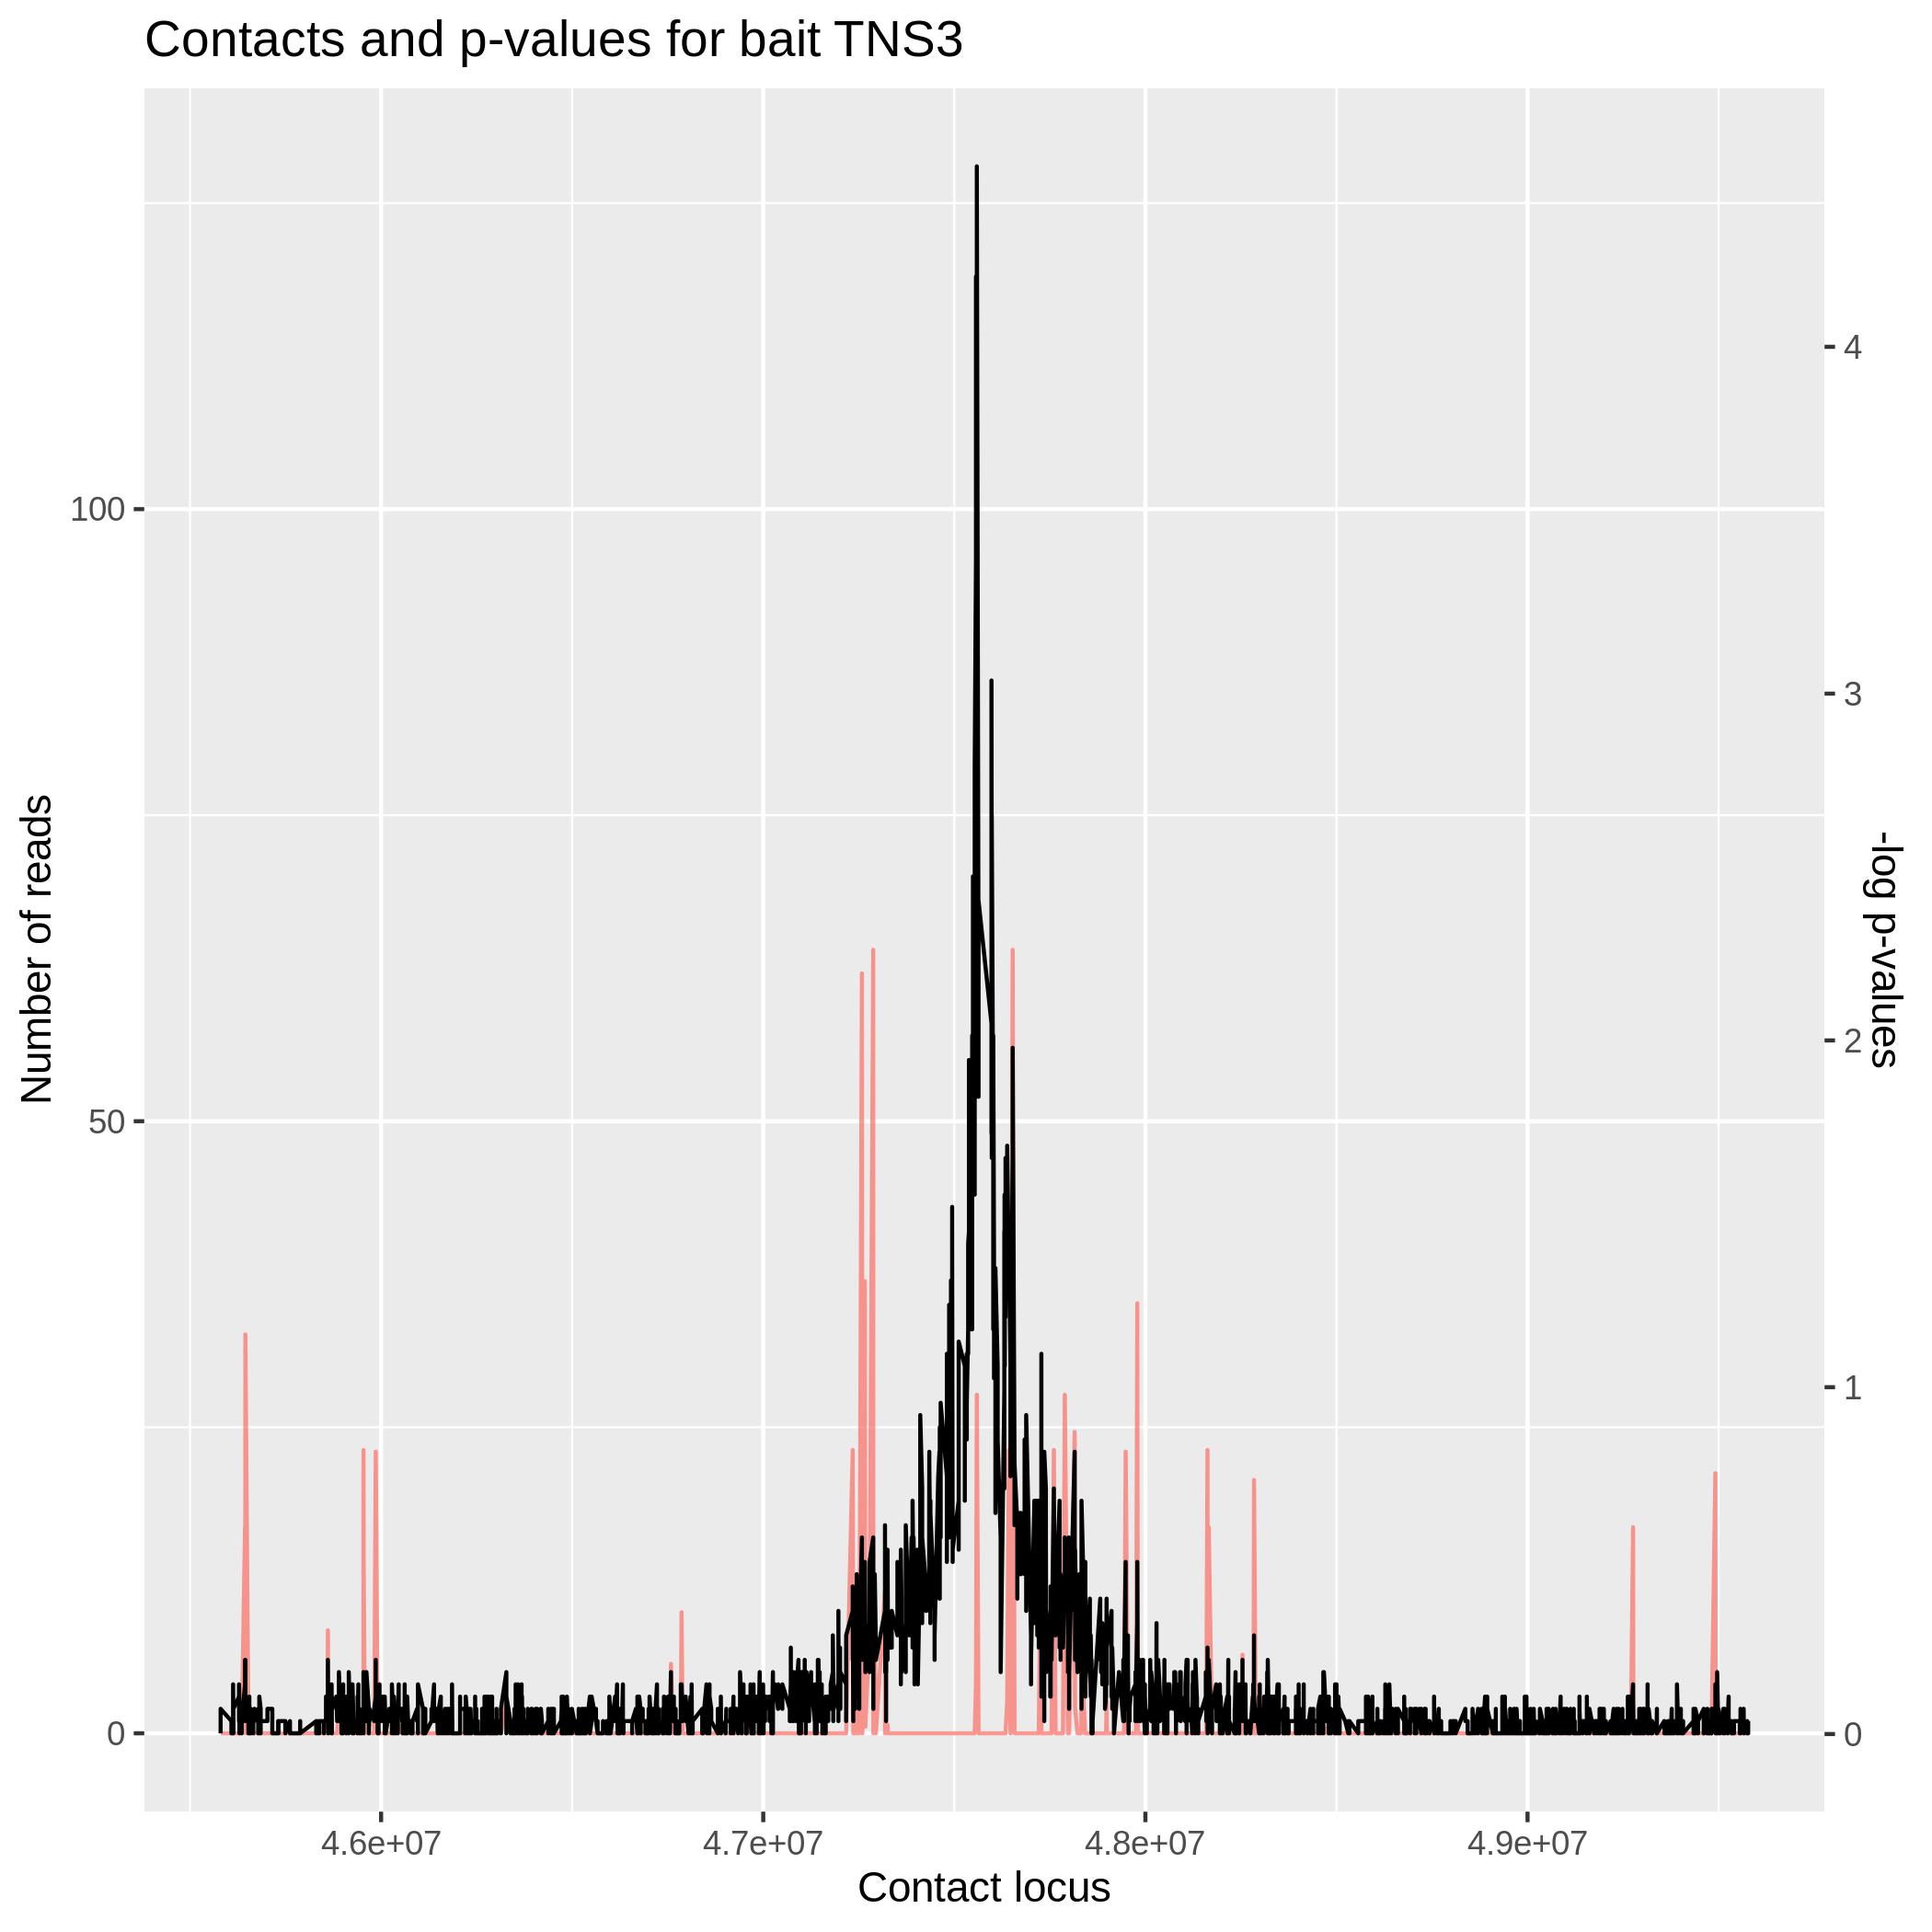 Contacts and p-values for bait TNS3
Number of reads
100
50
0
4
3
2
1
0
-log p-values
4.6e+07
4.7e+07
4.8e+07
4.9e+07
Contact locus